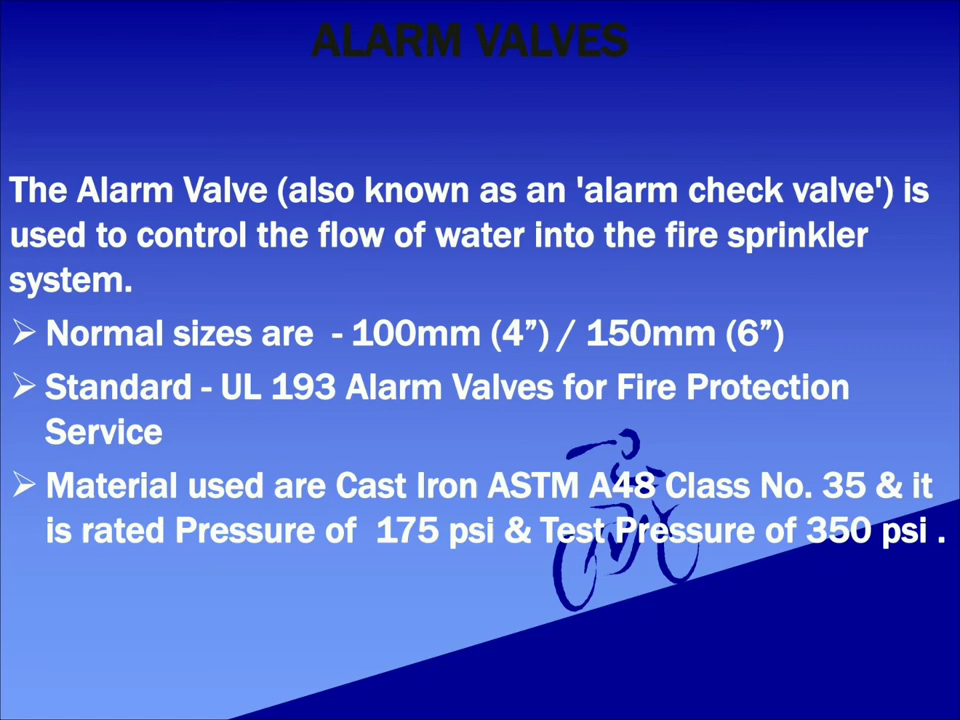 ALARM VALVES
The Alarm Valve (also known as an 'alarm check valve') is
used to control the flow of water into the fire sprinkler
system.
➢ Normal sizes are - 100mm (4”) / 150mm (6”)
➢ Standard - UL 193 Alarm Valves for Fire Protection
Service
➢ Material used are Cast Iron ASTM A48 Class No. 35 & it
is rated Pressure of 175 psi & Test Pressure of 350 psi .